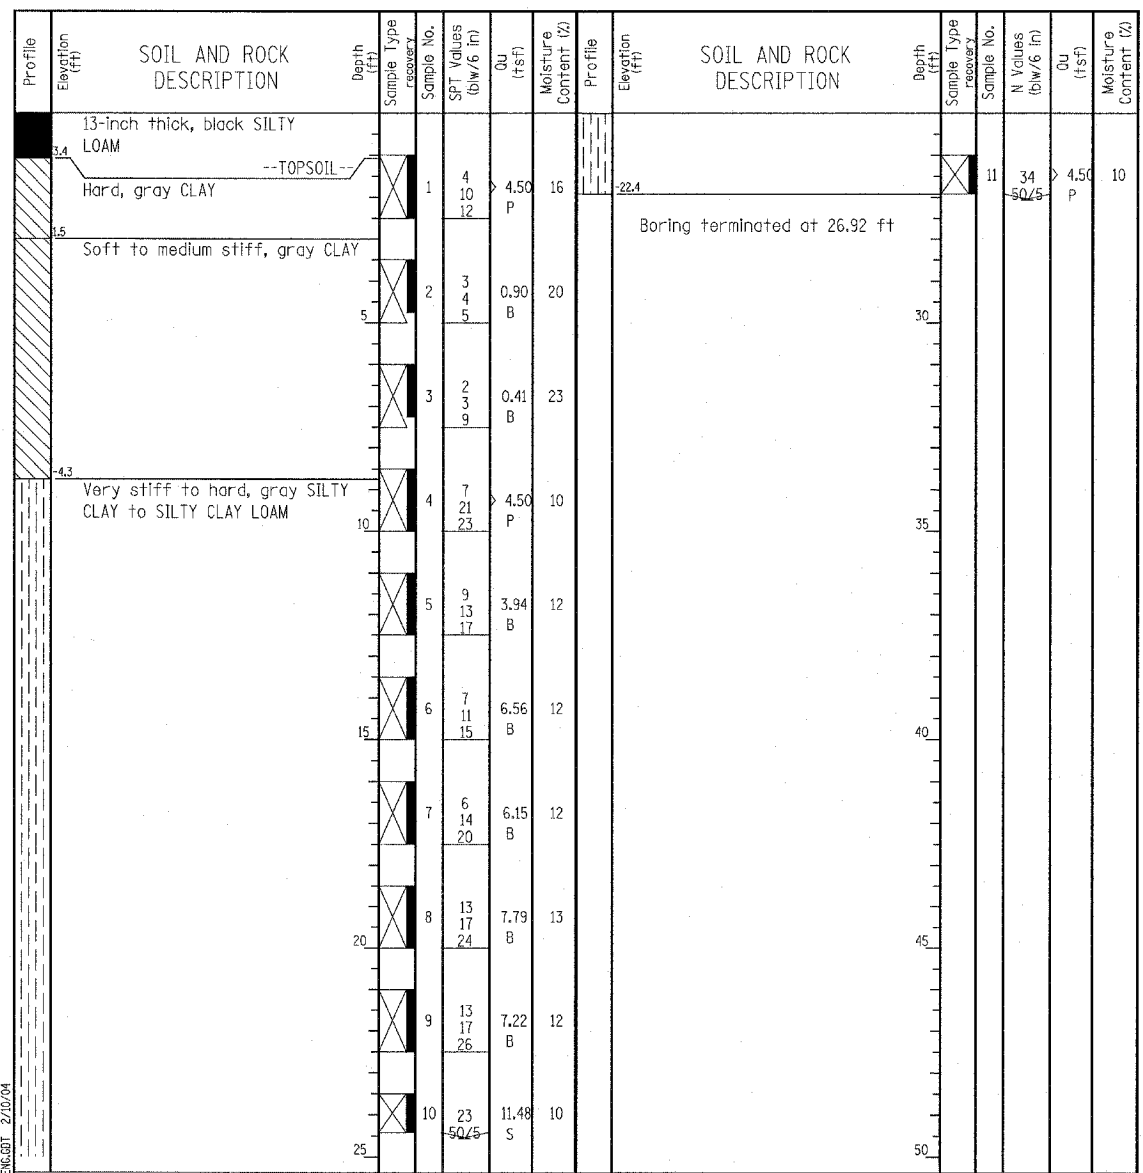 Profile
Elevation (ft)
SOIL AND ROCK DESCRIPTION
Depth (ft)
Sample Type recovery
Sample No.
SPT Values (blw/6 in)
Qu (tsf)
Moisture Content (%)
Profile
Elevation (ft)
SOIL AND ROCK DESCRIPTION
Depth (ft)
Sample Type recovery
Sample No.
N Values (blw/6 in)
Qu (tsf)
Moisture Content (%)
13-inch thick, black SILTY
LOAM
3.4
--TOPSOIL--
Hard, gray CLAY
1 4 10 12 > 4.50 P 16
1.5
Soft to medium stiff, gray CLAY
2 3 4 5 0.90 B 20
5
3 2 3 9 0.41 B 23
-4.3
Very stiff to hard, gray SILTY
CLAY to SILTY CLAY LOAM
4 7 21 23 > 4.50 P 10
10
5 9 13 17 3.94 B 12
6 7 11 15 6.56 B 12
15
7 6 14 20 6.15 B 12
8 13 17 24 7.79 B 13
20
9 13 17 26 7.22 B 12
10 23 50/5 11.48 S 10
25
11 34 50/5 > 4.50 P 10
-22.4
Boring terminated at 26.92 ft
30
35
40
45
50
ENG.GDT 2/10/04